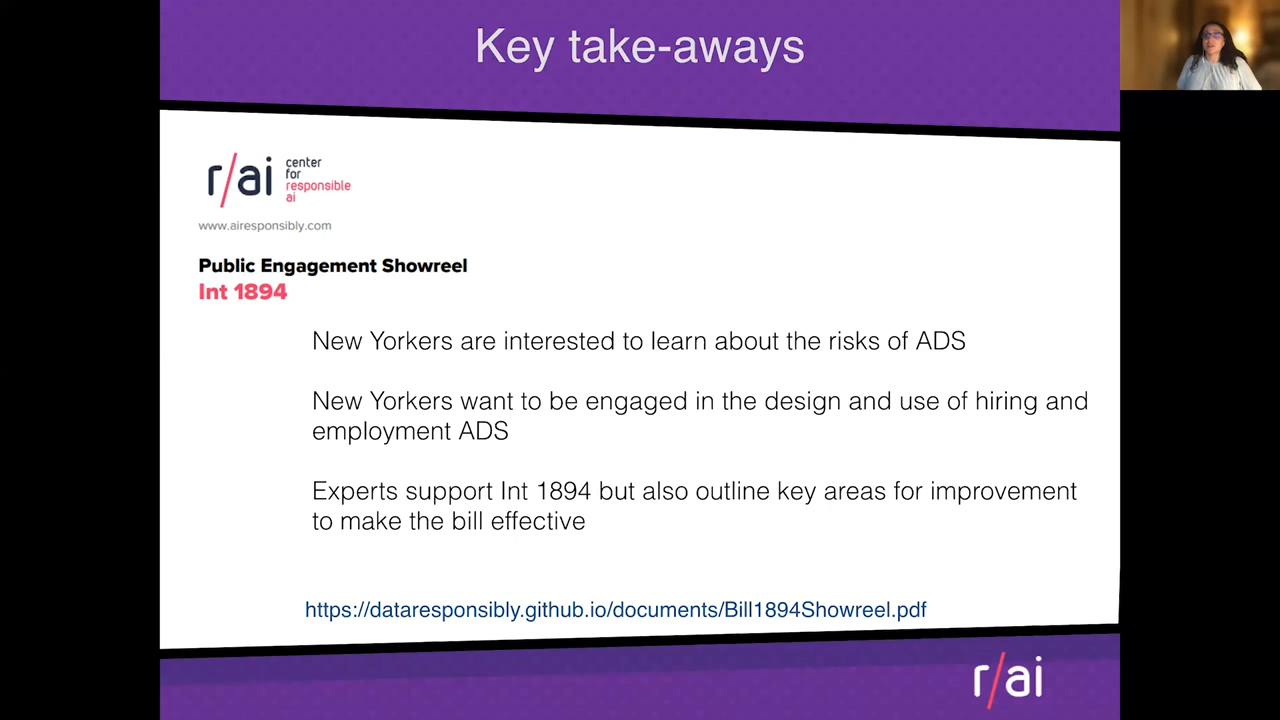 Key take-aways
r/ai center
for
responsible
ai
www.airesponsibly.com
Public Engagement Showreel
Int 1894
New Yorkers are interested to learn about the risks of ADS
New Yorkers want to be engaged in the design and use of hiring and
employment ADS
Experts support Int 1894 but also outline key areas for improvement
to make the bill effective
https://dataresponsibly.github.io/documents/Bill1894Showreel.pdf
r/ai